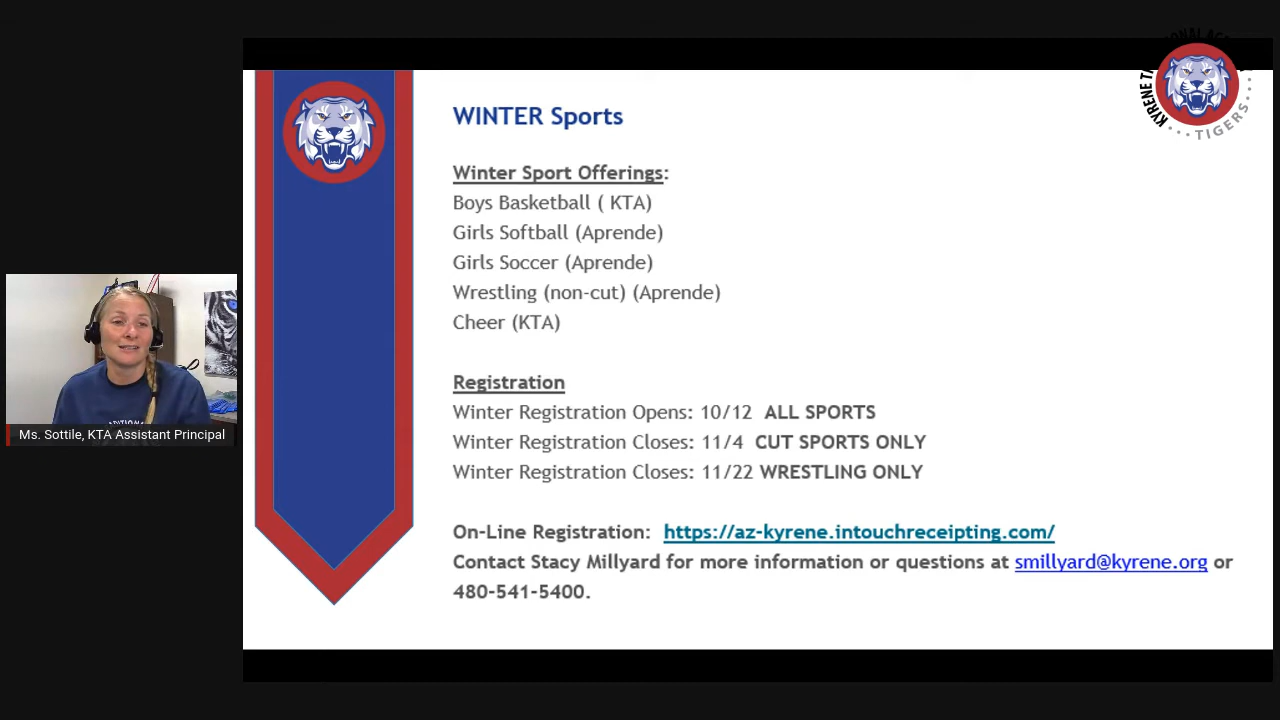 WINTER Sports
Winter Sport Offerings:
Boys Basketball ( KTA)
Girls Softball (Aprende)
Girls Soccer (Aprende)
Wrestling (non-cut) (Aprende)
Cheer (KTA)
Registration
Winter Registration Opens: 10/12 ALL SPORTS
Winter Registration Closes: 11/4 CUT SPORTS ONLY
Winter Registration Closes: 11/22 WRESTLING ONLY
On-Line Registration: https://az-kyrene.intouchreceipting.com/
Contact Stacy Millyard for more information or questions at smillyard@kyrene.org or
480-541-5400.
Ms. Sottile, KTA Assistant Principal
KYRENE
TIGERS